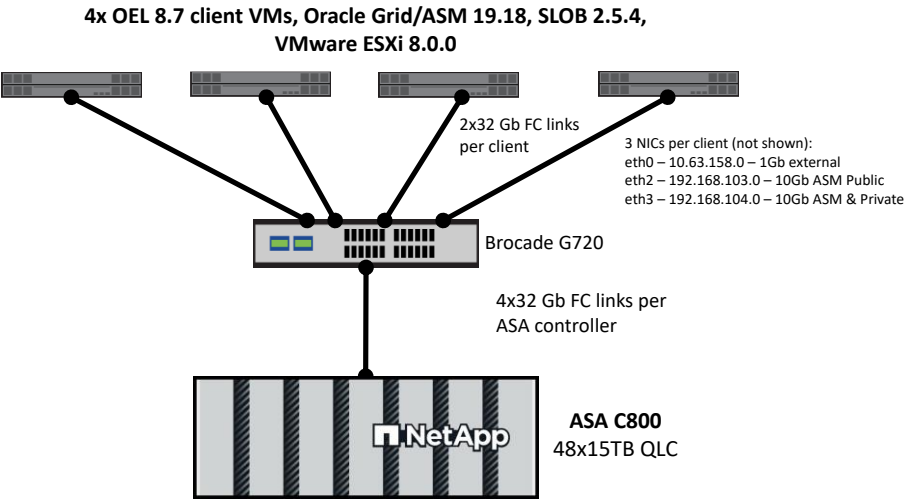 4x OEL 8.7 client VMs, Oracle Grid/ASM 19.18, SLOB 2.5.4,
VMware ESXi 8.0.0
2x32 Gb FC links
per client
3 NICs per client (not shown):
eth0 – 10.63.158.0 – 1Gb external
eth2 – 192.168.103.0 – 10Gb ASM Public
eth3 – 192.168.104.0 – 10Gb ASM & Private
Brocade G720
4x32 Gb FC links per
ASA controller
NetApp
ASA C800
48x15TB QLC